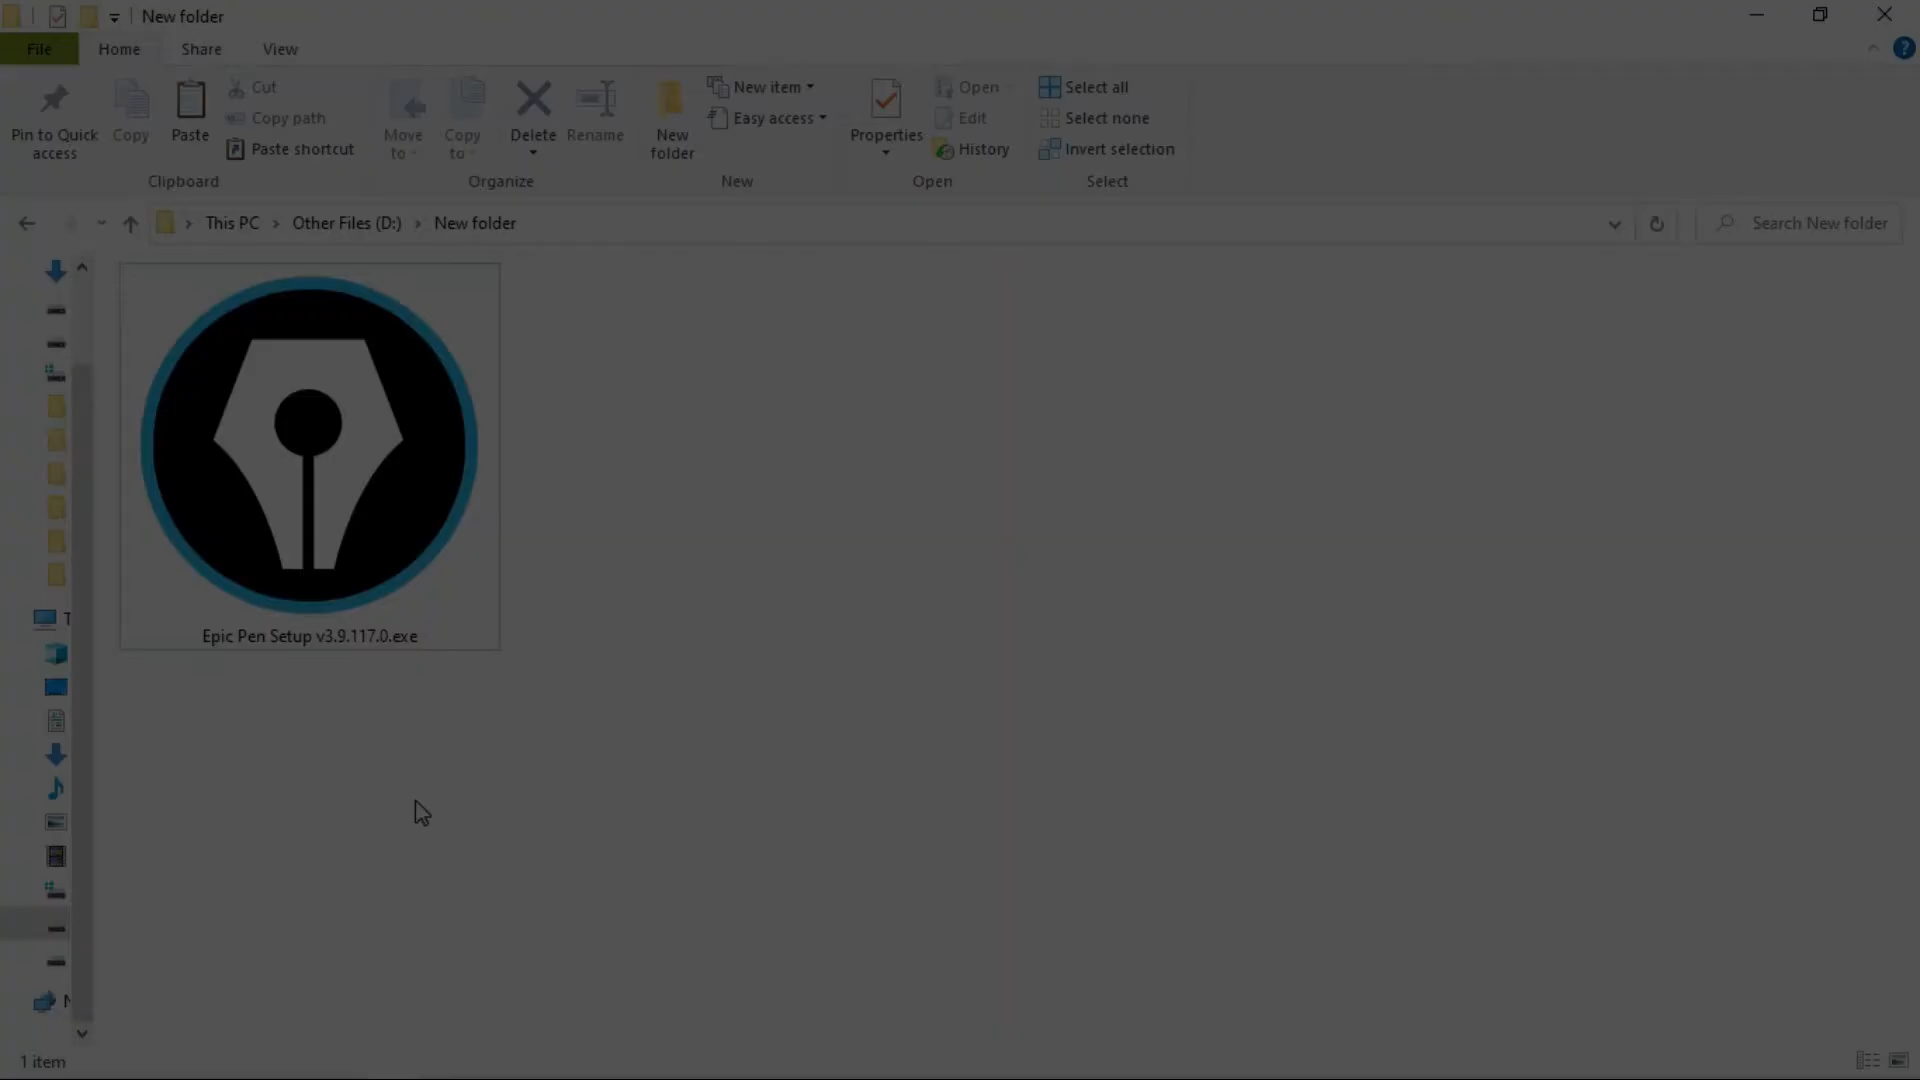 New folder
File Home Share View
Pin to Quick access
Copy
Paste
Cut
Copy path
Paste shortcut
Clipboard
Move to
Copy to
Delete
Rename
Organize
New folder
New item
Easy access
New
Properties
Open
Edit
History
Open
Select all
Select none
Invert selection
Select
This PC > Other Files (D:) > New folder
Search New folder
Epic Pen Setup v3.9.117.0.exe
1 item